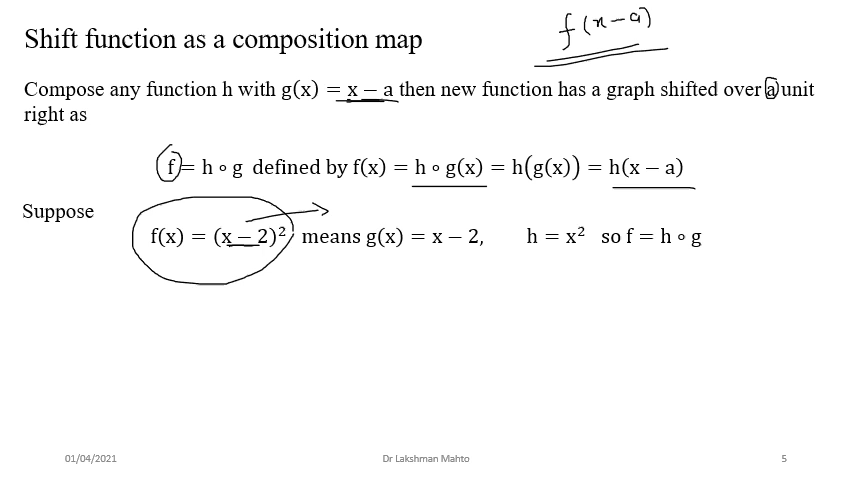 f(x-a)
Shift function as a composition map
Compose any function h with g(x) = x − a then new function has a graph shifted over a unit
right as
f = h ∘ g defined by f(x) = h ∘ g(x) = h(g(x)) = h(x − a)
Suppose
f(x) = (x − 2)², means g(x) = x − 2, h = x² so f = h ∘ g
01/04/2021 Dr Lakshman Mahto 5